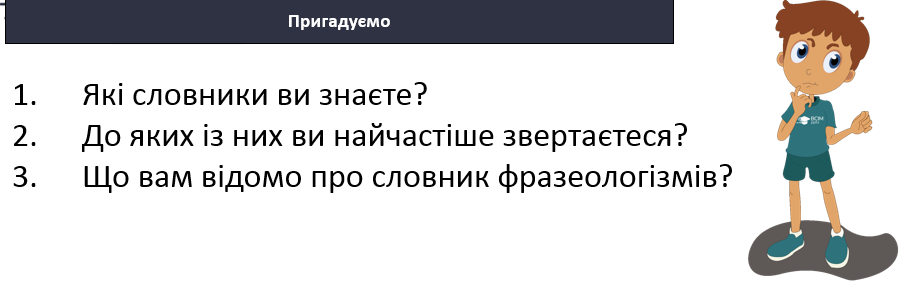 Пригадуємо
1. Які словники ви знаєте?
2. До яких із них ви найчастіше звертаєтеся?
3. Що вам відомо про словник фразеологізмів?